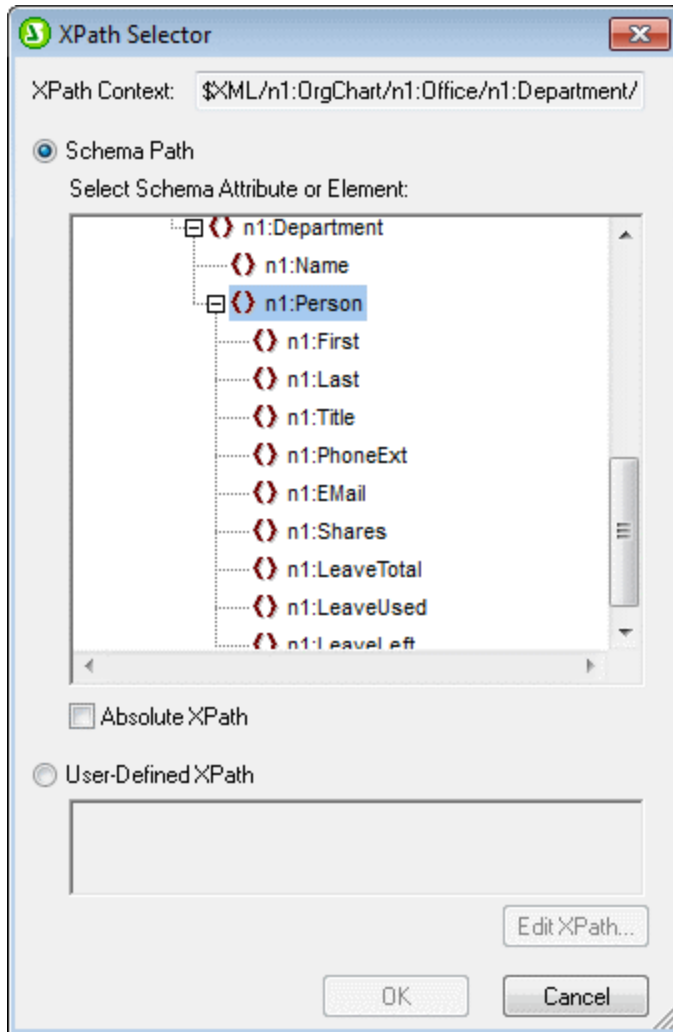 XPath Selector
XPath Context: $XML/n1:OrgChart/n1:Office/n1:Department/
Schema Path
Select Schema Attribute or Element:
n1:Department
n1:Name
n1:Person
n1:First
n1:Last
n1:Title
n1:PhoneExt
n1:EMail
n1:Shares
n1:LeaveTotal
n1:LeaveUsed
n1:LeaveLeft
Absolute XPath
User-Defined XPath
Edit XPath...
OK Cancel